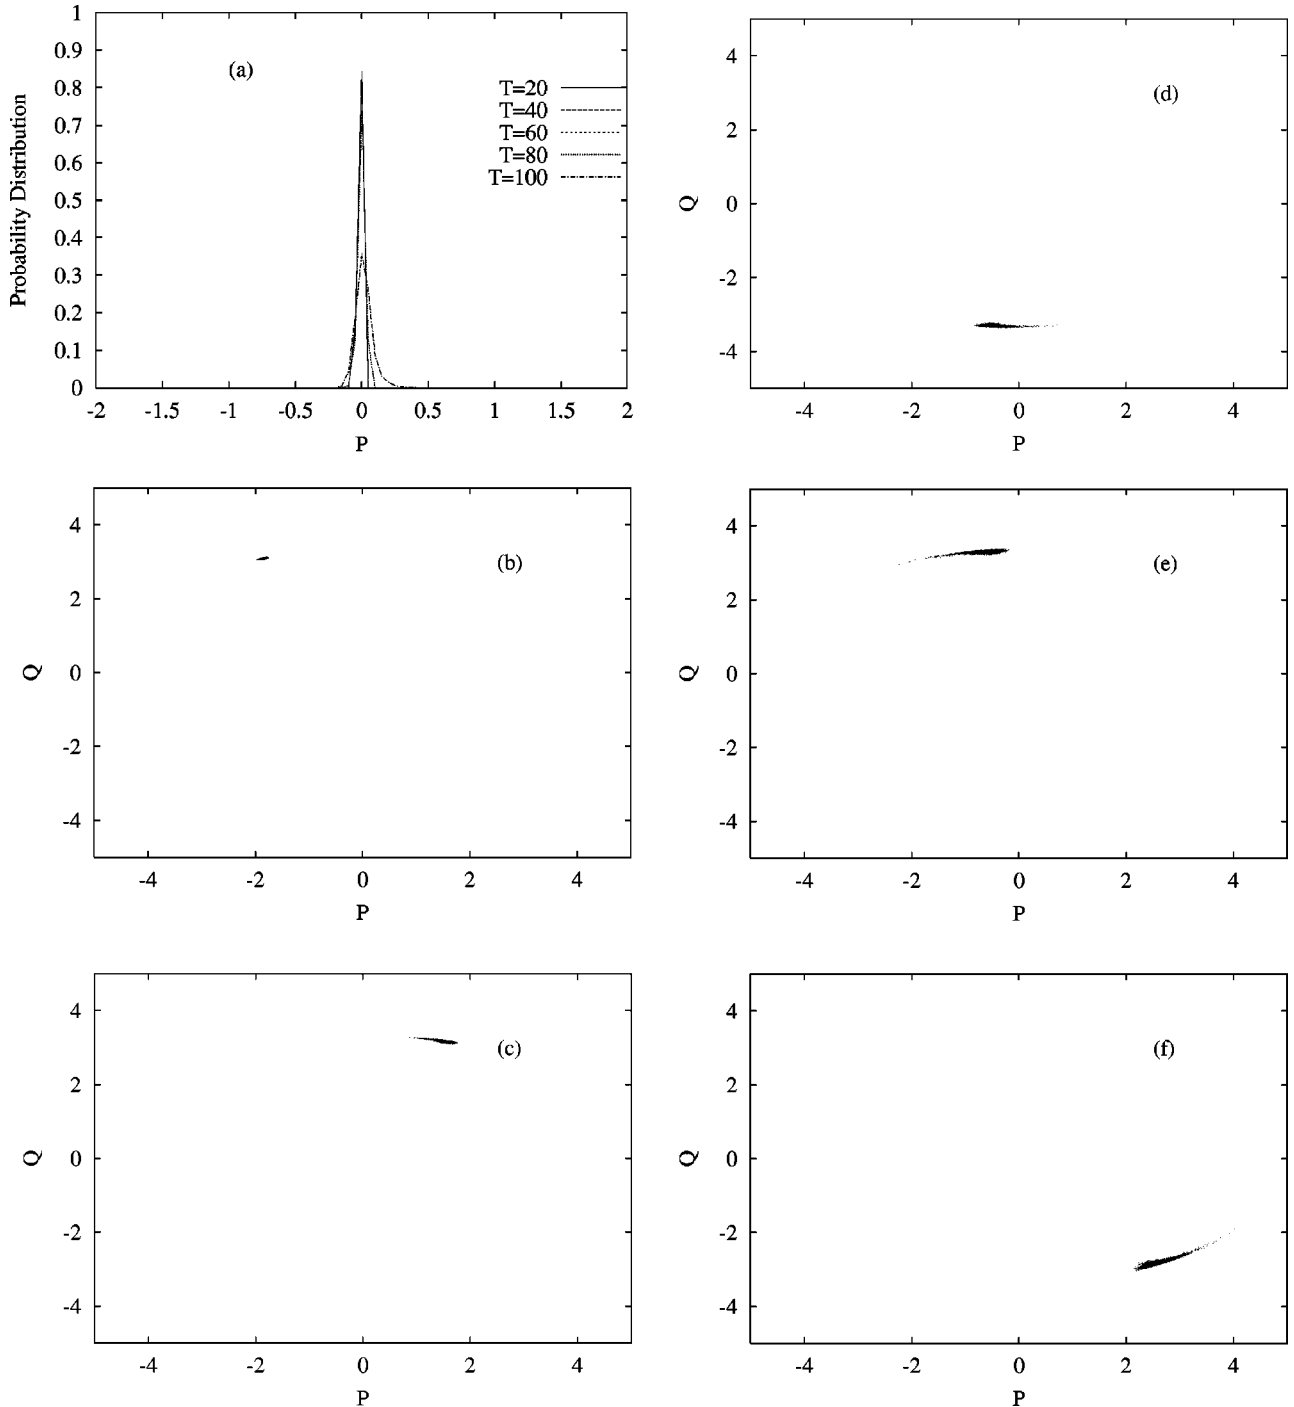 1
0.9
0.8
0.7
0.6
0.5
0.4
0.3
0.2
0.1
0
Probability Distribution
(a)
T=20
T=40
T=60
T=80
T=100
-2 -1.5 -1 -0.5 0 0.5 1 1.5 2
P
4
2
0
-2
-4
Q
(d)
-4 -2 0 2 4
P
4
2
0
-2
-4
Q
(b)
-4 -2 0 2 4
P
4
2
0
-2
-4
Q
(e)
-4 -2 0 2 4
P
4
2
0
-2
-4
Q
(c)
-4 -2 0 2 4
P
4
2
0
-2
-4
Q
(f)
-4 -2 0 2 4
P